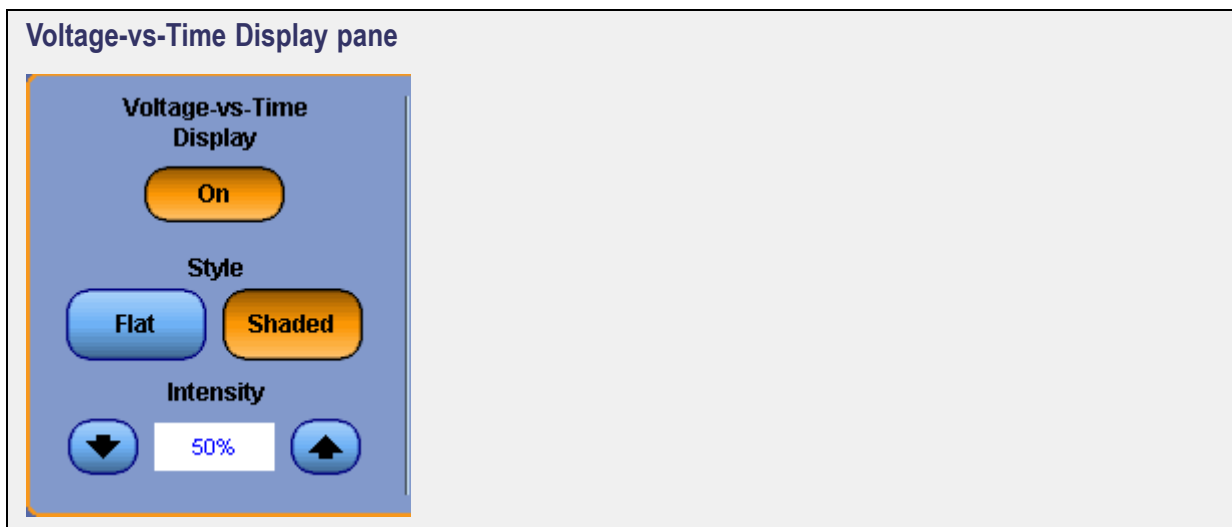 Voltage-vs-Time Display pane
Voltage-vs-Time
Display
On
Style
Flat Shaded
Intensity
50%